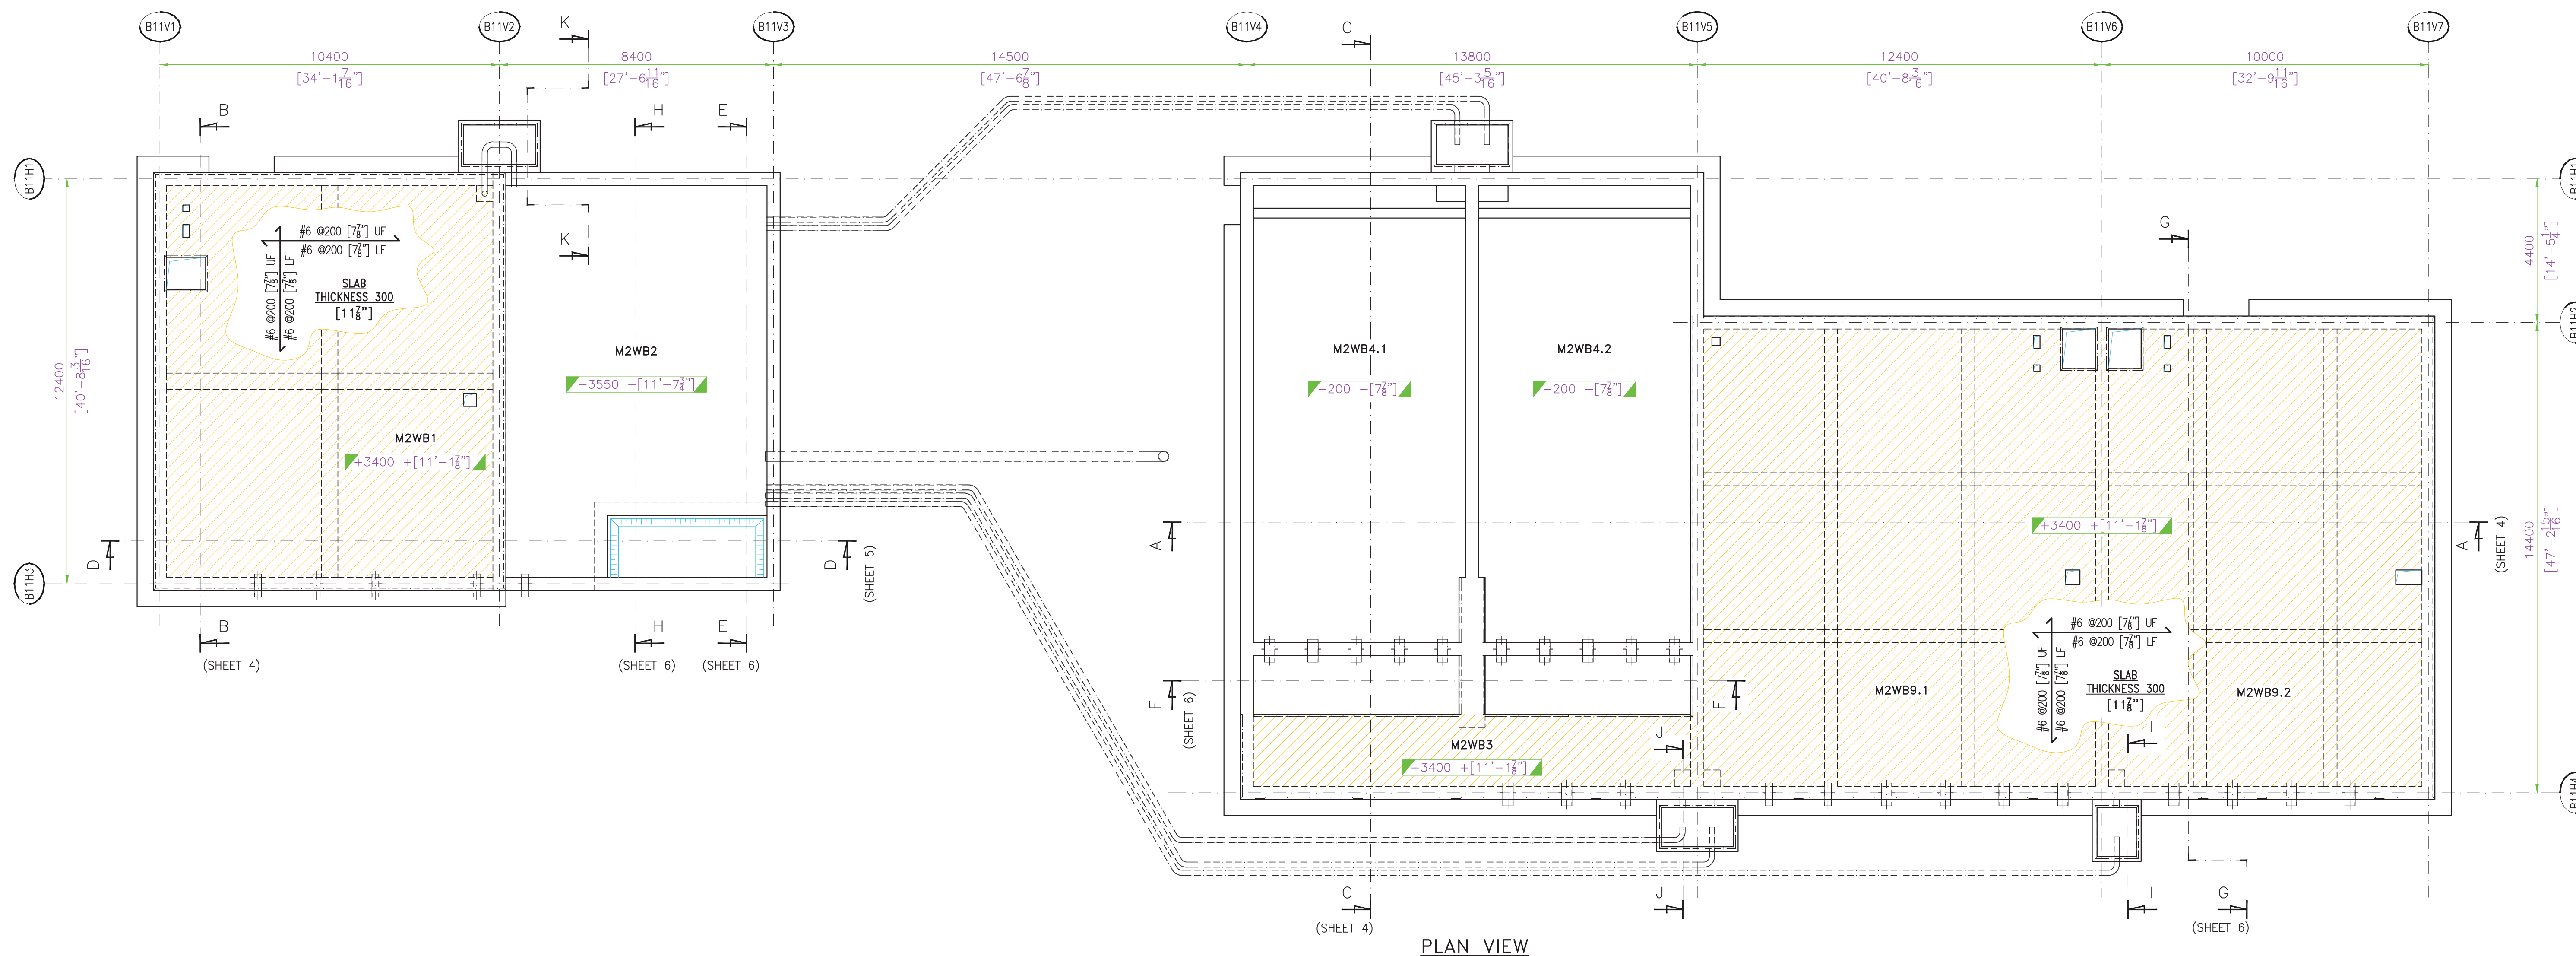 B11V1 B11V2 B11V3 B11V4 B11V5 B11V6 B11V7
K C
10400 8400 14500 13800 12400 10000
[34'-1 7/16"] [27'-6 11/16"] [47'-6 7/8"] [45'-3 5/16"] [40'-8 3/16"] [32'-9 11/16"]
B H E
B11H1 B11H1
K G
#6 @200 [7 7/8"] UF
#6 @200 [7 7/8"] LF
#6 @200 [7 7/8"] UF
#6 @200 [7 7/8"] LF
SLAB
THICKNESS 300
[11 7/8"]
4400
[14'-5 1/4"]
B11H2
M2WB2 M2WB4.1 M2WB4.2
-3550 -[11'-7 3/4"] -200 -[7 7/8"] -200 -[7 7/8"]
12400
[40'-8 3/16"]
M2WB1
+3400 +[11'-1 7/8"]
+3400 +[11'-1 7/8"]
A A
(SHEET 4)
14400
[47'-2 15/16"]
D D
(SHEET 5)
B11H3
B H E
(SHEET 4) (SHEET 6) (SHEET 6)
#6 @200 [7 7/8"] UF
#6 @200 [7 7/8"] LF
#6 @200 [7 7/8"] UF
#6 @200 [7 7/8"] LF
SLAB
THICKNESS 300
[11 7/8"]
M2WB9.1 M2WB9.2
F F
(SHEET 6)
J I
M2WB3
+3400 +[11'-1 7/8"]
B11H4
C J I G
(SHEET 4) (SHEET 6)
PLAN VIEW